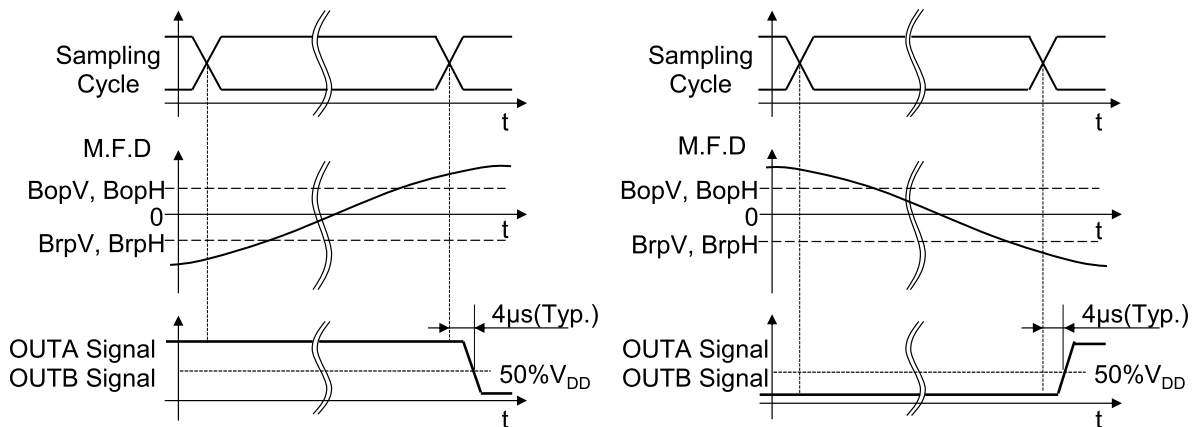 Sampling
Cycle
t
M.F.D
BopV, BopH
0
t
BrpV, BrpH
4µs(Typ.)
OUTA Signal
OUTB Signal
50%VDD
t
Sampling
Cycle
t
M.F.D
BopV, BopH
0
t
BrpV, BrpH
4µs(Typ.)
OUTA Signal
OUTB Signal
50%VDD
t